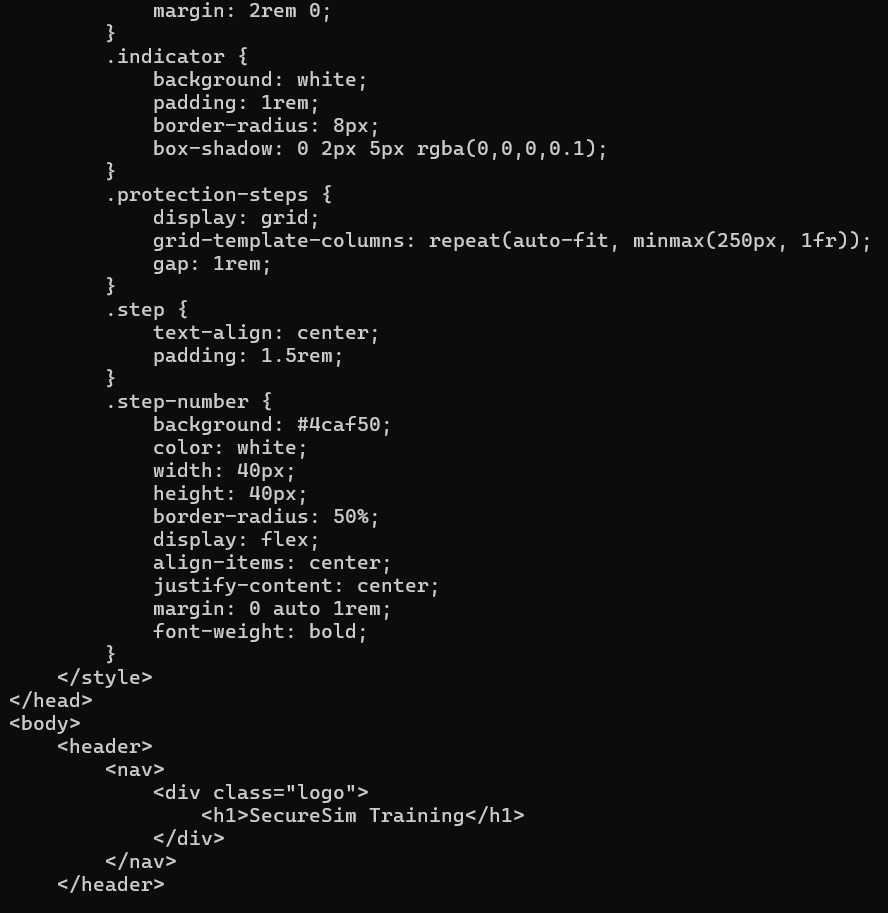 margin: 2rem 0;
        }
        .indicator {
            background: white;
            padding: 1rem;
            border-radius: 8px;
            box-shadow: 0 2px 5px rgba(0,0,0,0.1);
        }
        .protection-steps {
            display: grid;
            grid-template-columns: repeat(auto-fit, minmax(250px, 1fr));
            gap: 1rem;
        }
        .step {
            text-align: center;
            padding: 1.5rem;
        }
        .step-number {
            background: #4caf50;
            color: white;
            width: 40px;
            height: 40px;
            border-radius: 50%;
            display: flex;
            align-items: center;
            justify-content: center;
            margin: 0 auto 1rem;
            font-weight: bold;
        }
    </style>
</head>
<body>
    <header>
        <nav>
            <div class="logo">
                <h1>SecureSim Training</h1>
            </div>
        </nav>
    </header>